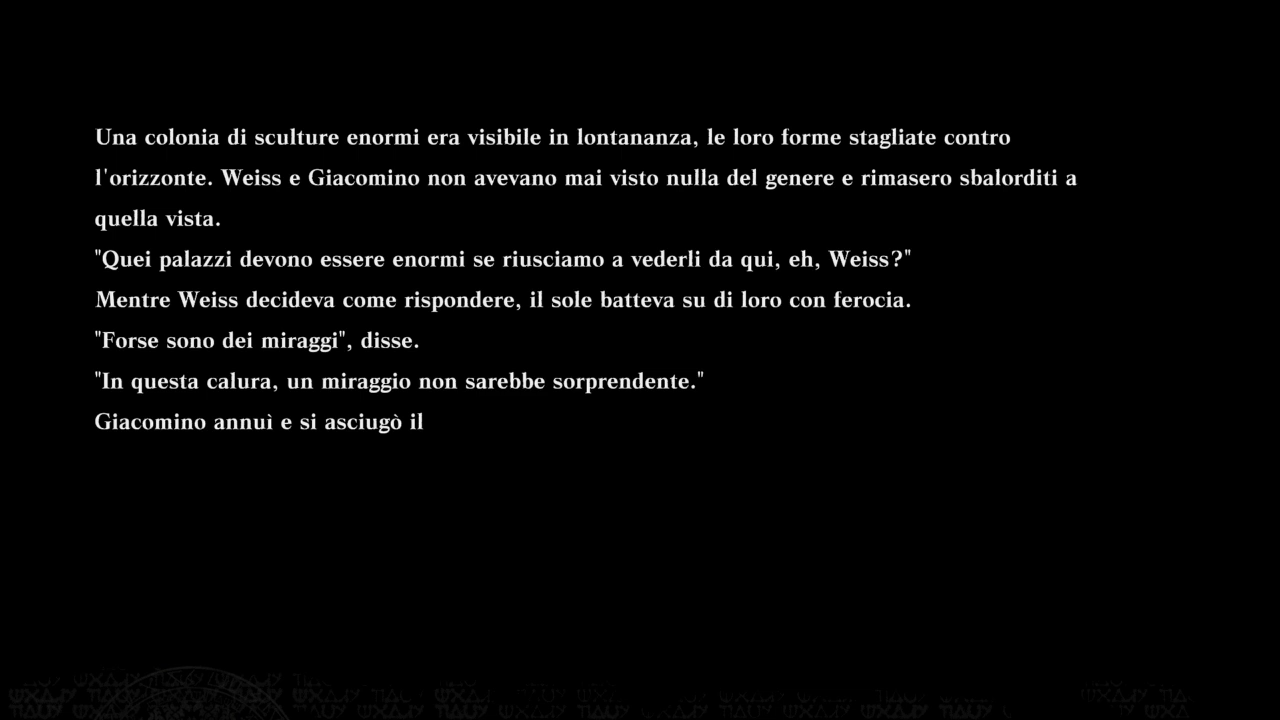 Una colonia di sculture enormi era visibile in lontananza, le loro forme stagliate contro
l'orizzonte. Weiss e Giacomino non avevano mai visto nulla del genere e rimasero sbalorditi a
quella vista.
"Quei palazzi devono essere enormi se riusciamo a vederli da qui, eh, Weiss?"
Mentre Weiss decideva come rispondere, il sole batteva su di loro con ferocia.
"Forse sono dei miraggi", disse.
"In questa calura, un miraggio non sarebbe sorprendente."
Giacomino annuì e si asciugò il